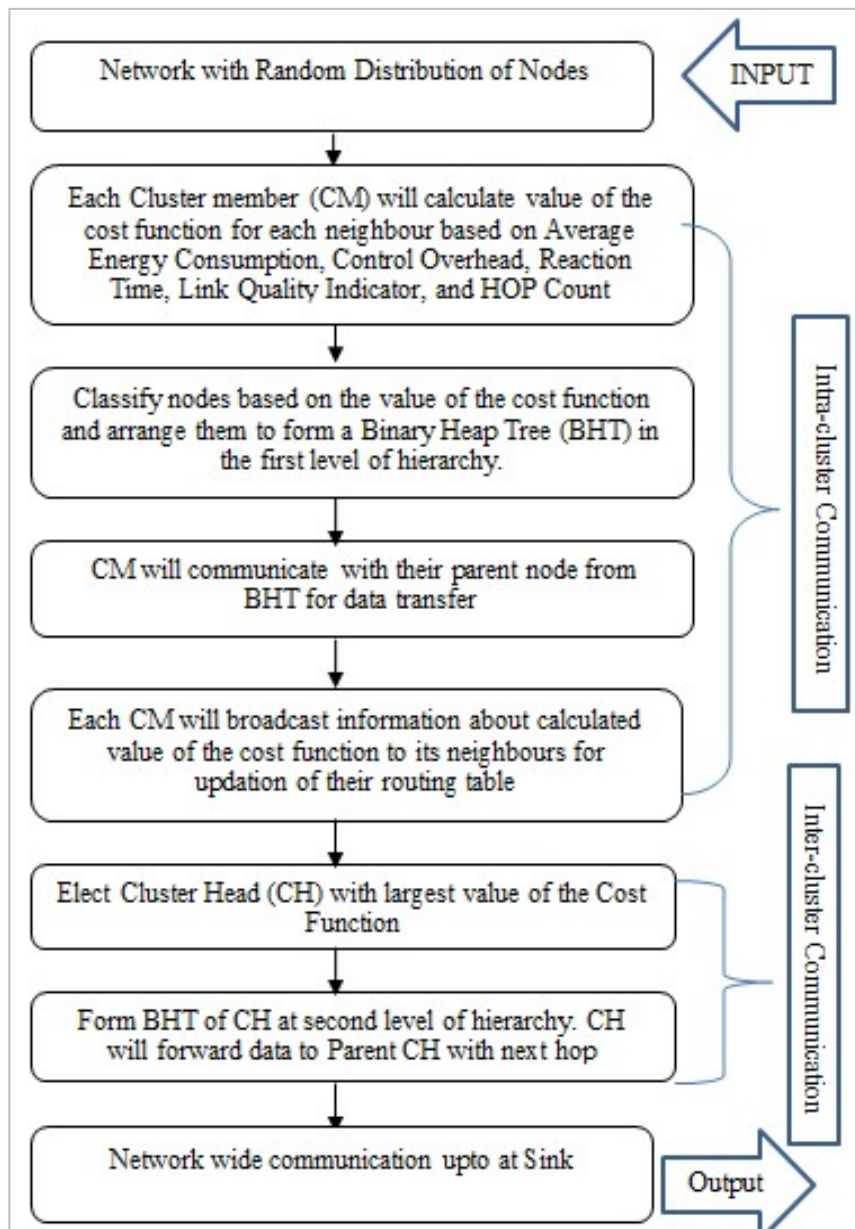 Network with Random Distribution of Nodes
INPUT
Each Cluster member (CM) will calculate value of the
cost function for each neighbour based on Average
Energy Consumption, Control Overhead, Reaction
Time, Link Quality Indicator, and HOP Count
Classify nodes based on the value of the cost function
and arrange them to form a Binary Heap Tree (BHT) in
the first level of hierarchy.
CM will communicate with their parent node from
BHT for data transfer
Each CM will broadcast information about calculated
value of the cost function to its neighbours for
updation of their routing table
Intra-cluster Communication
Elect Cluster Head (CH) with largest value of the Cost
Function
Form BHT of CH at second level of hierarchy. CH
will forward data to Parent CH with next hop
Inter-cluster Communication
Network wide communication upto at Sink
Output